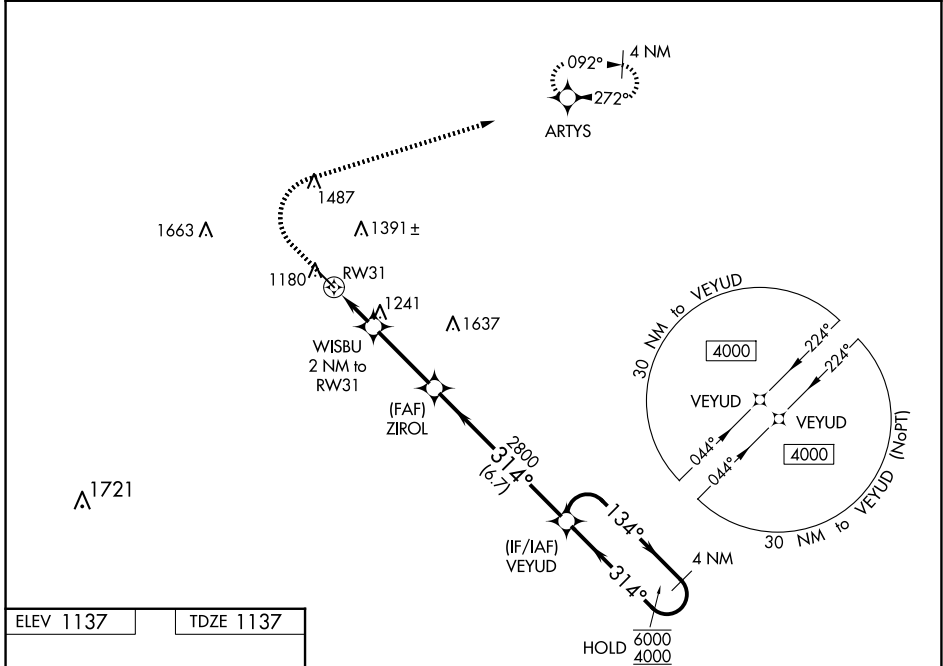 092°
4 NM
272°
ARTYS
1487
1663
1391 ±
1180
RW31
1241
WISBU
2 NM to
RW31
1637
(FAF)
ZIROL
2800
314°
(6.7)
1721
(IF/IAF)
VEYUD
134°
314°
4 NM
HOLD
6000
4000
30 NM to VEYUD
4000
224°
VEYUD
044°
224°
VEYUD
4000
044°
30 NM to VEYUD (NoPT)
ELEV 1137
TDZE 1137